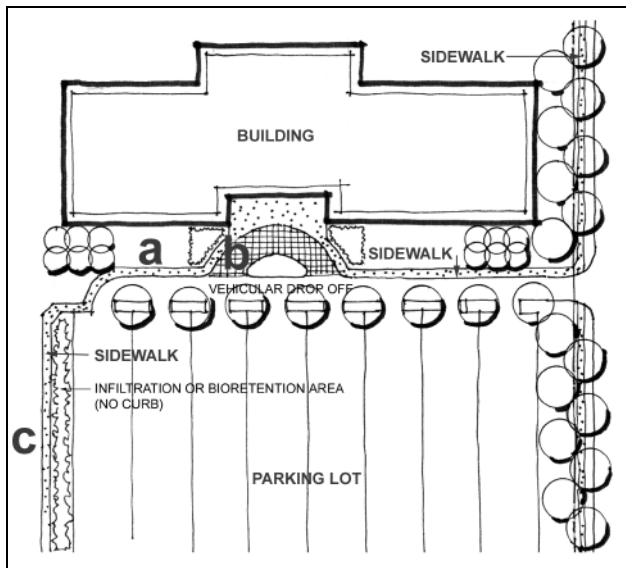 SIDEWALK
BUILDING
a
b
SIDEWALK
VEHICULAR DROP OFF
SIDEWALK
INFILTRATION OR BIORETENTION AREA
(NO CURB)
c
PARKING LOT